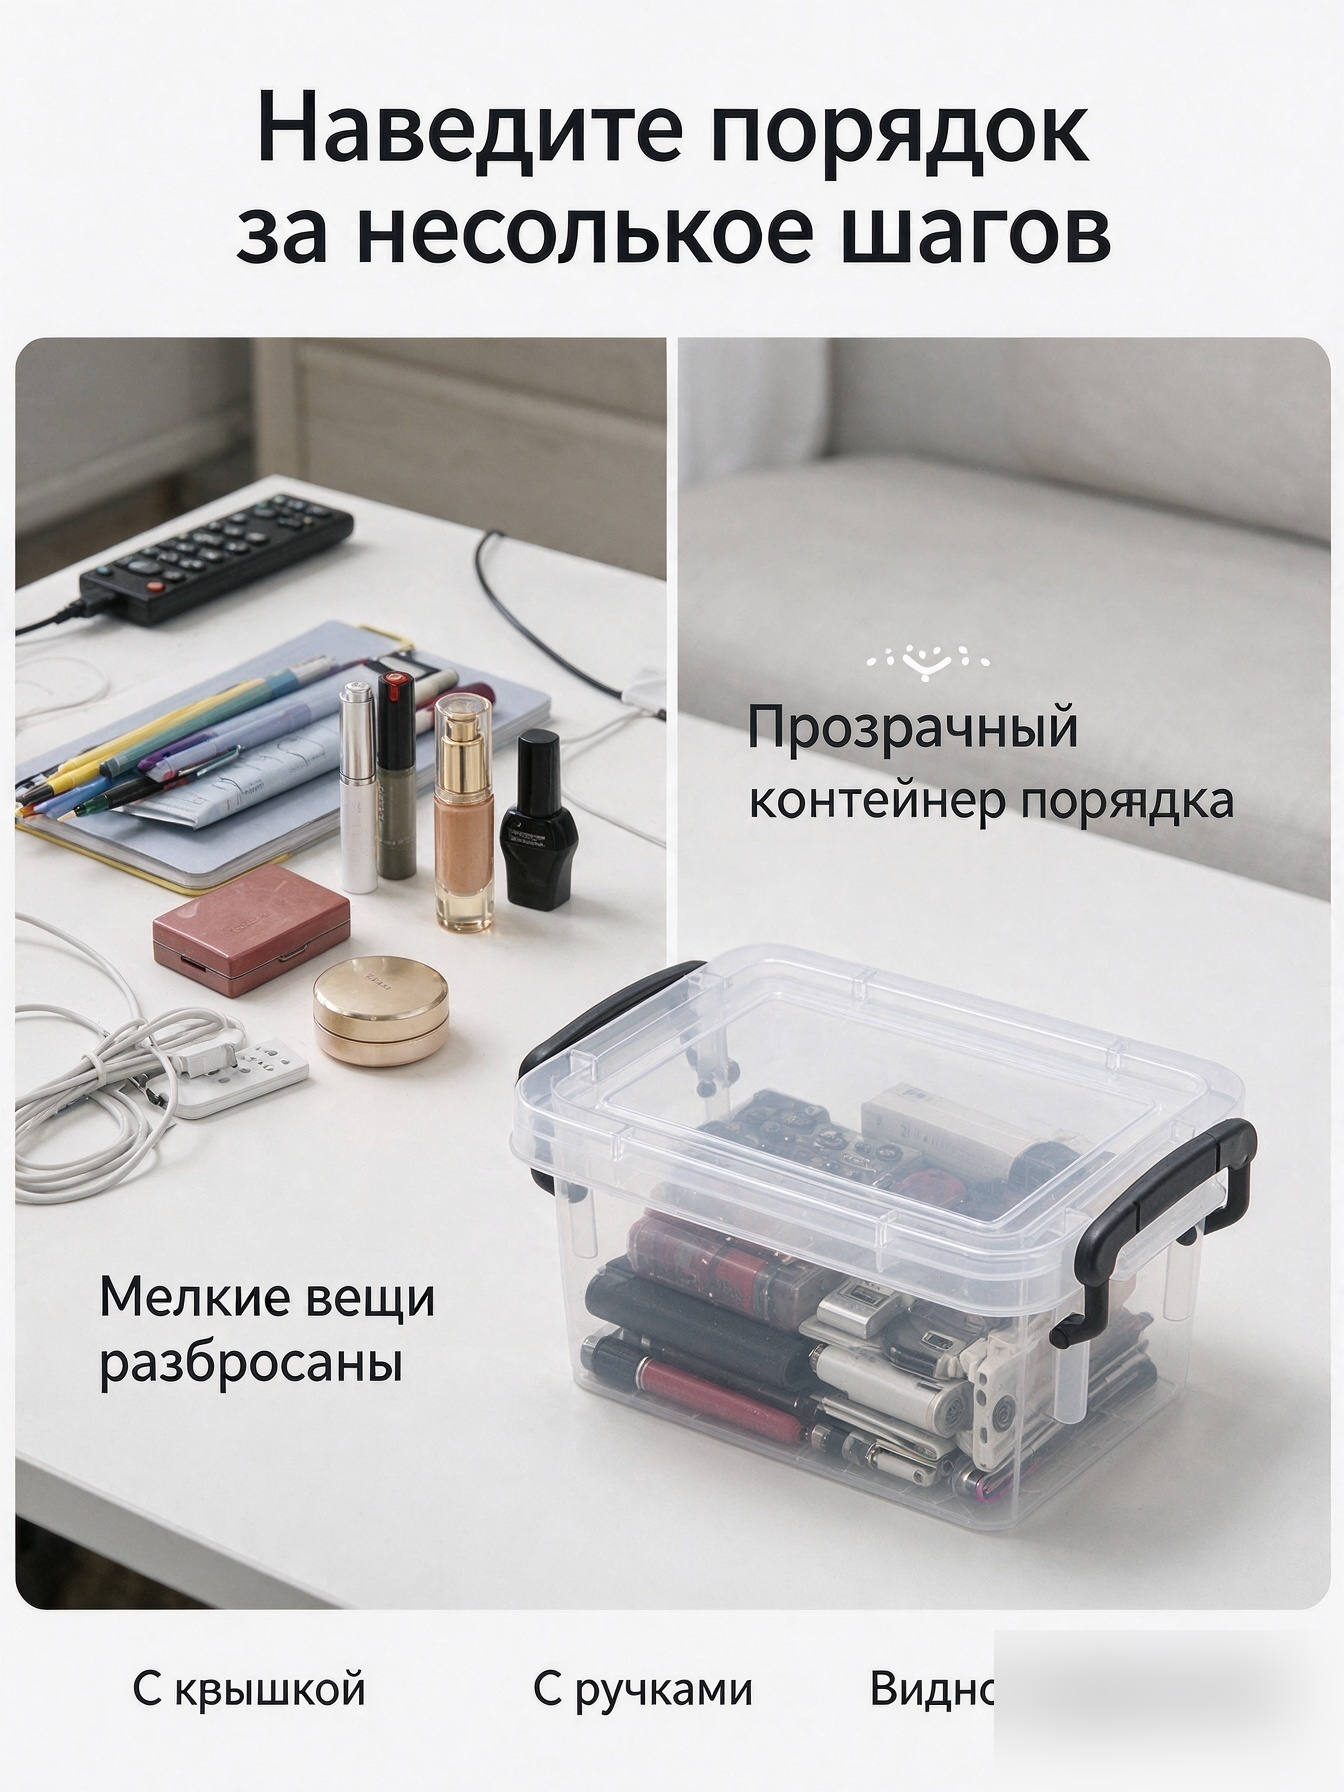 Наведите порядок
за несолькое шагов
Прозрачный
контейнер порядка
Мелкие вещи
разбросаны
С крышкой
С ручками